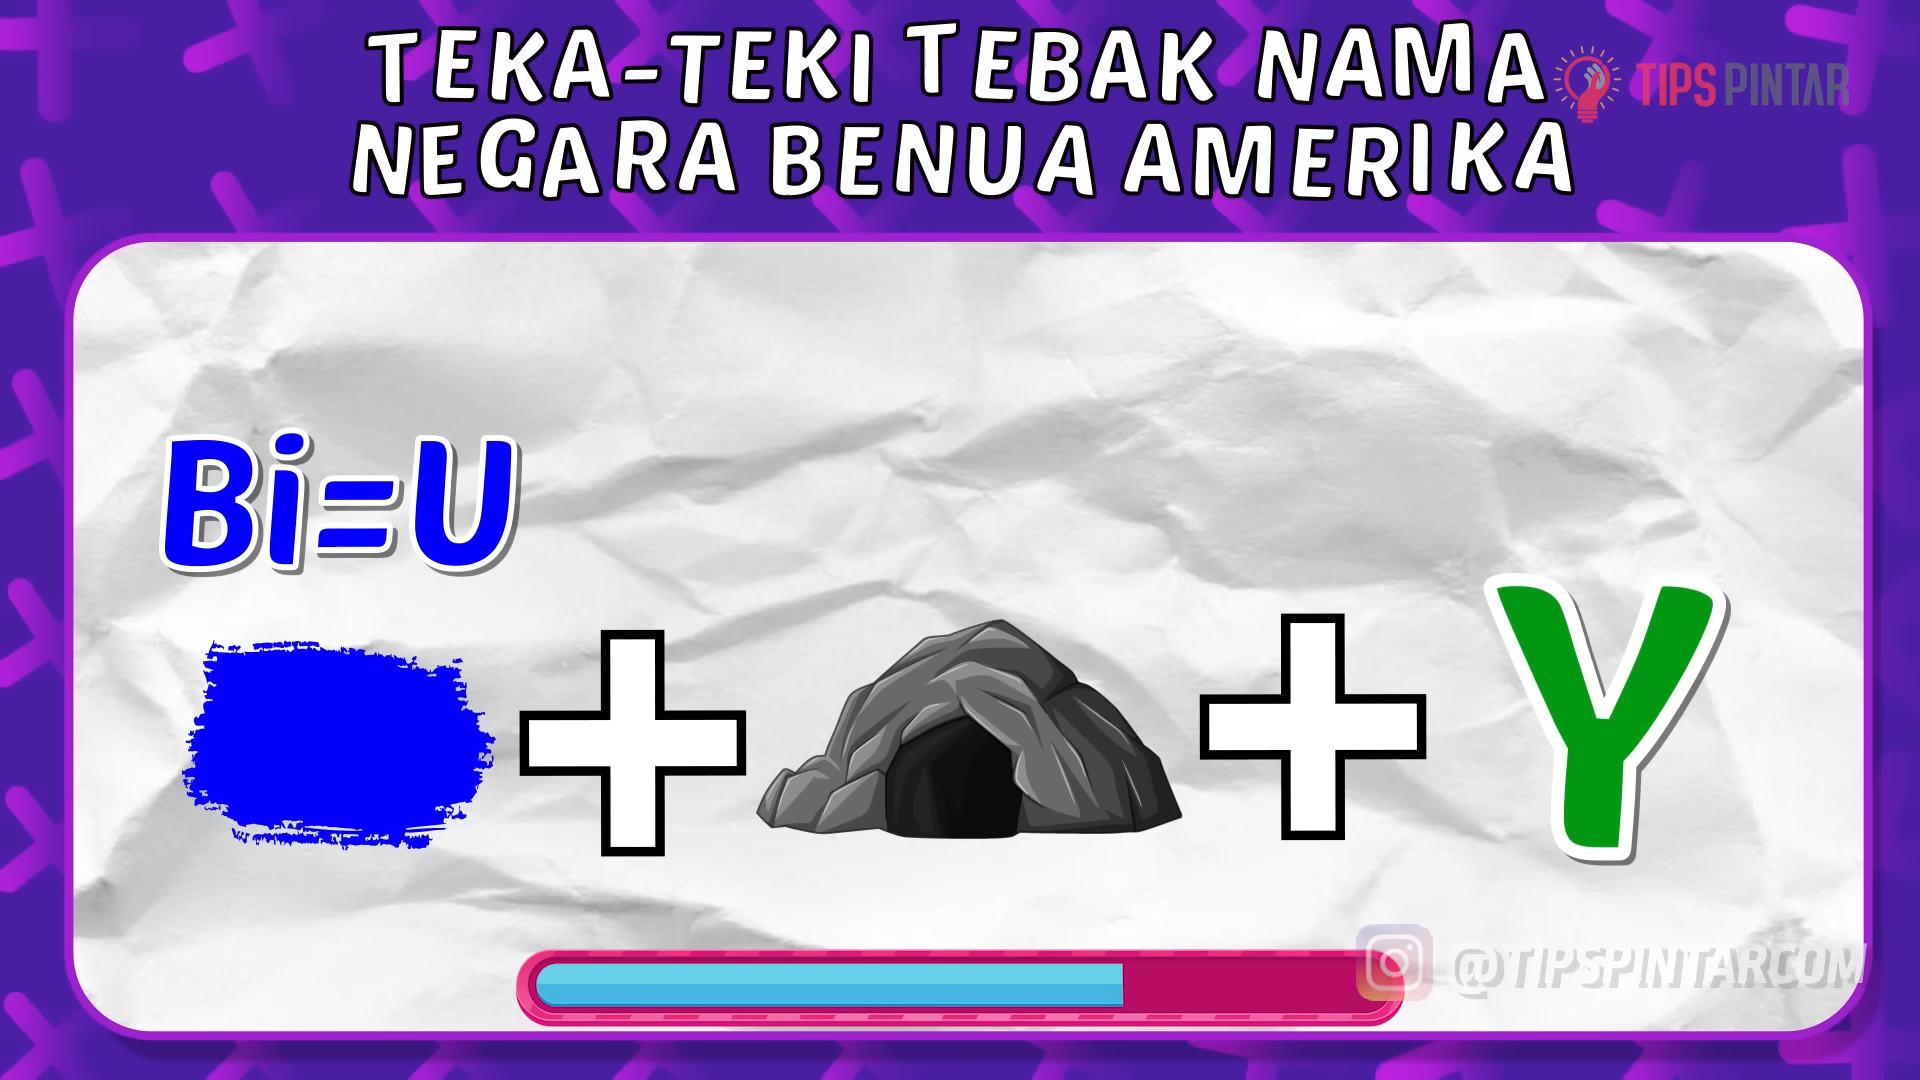 TEKA-TEKI TEBAK NAMA
NEGARA BENUA AMERIKA
TIPS PINTAR
Bi=U
Y
@TIPSPINTARCOM